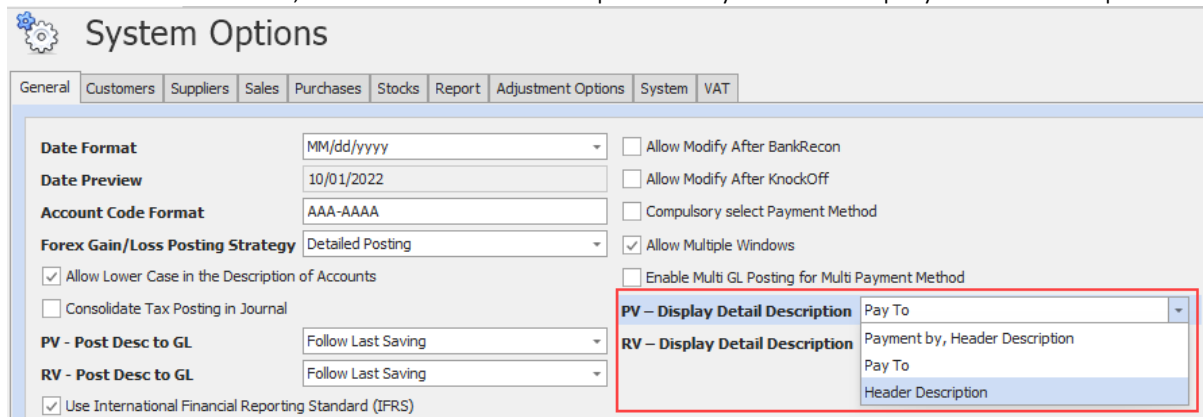 System Options
General Customers Suppliers Sales Purchases Stocks Report Adjustment Options System VAT
Date Format MM/dd/yyyy Allow Modify After BankRecon
Date Preview 10/01/2022 Allow Modify After KnockOff
Account Code Format AAA-AAAA Compulsory select Payment Method
Forex Gain/Loss Posting Strategy Detailed Posting Allow Multiple Windows
Allow Lower Case in the Description of Accounts Enable Multi GL Posting for Multi Payment Method
Consolidate Tax Posting in Journal PV – Display Detail Description Pay To
PV - Post Desc to GL Follow Last Saving RV – Display Detail Description Payment by, Header Description
Pay To
RV - Post Desc to GL Follow Last Saving Header Description
Use International Financial Reporting Standard (IFRS)